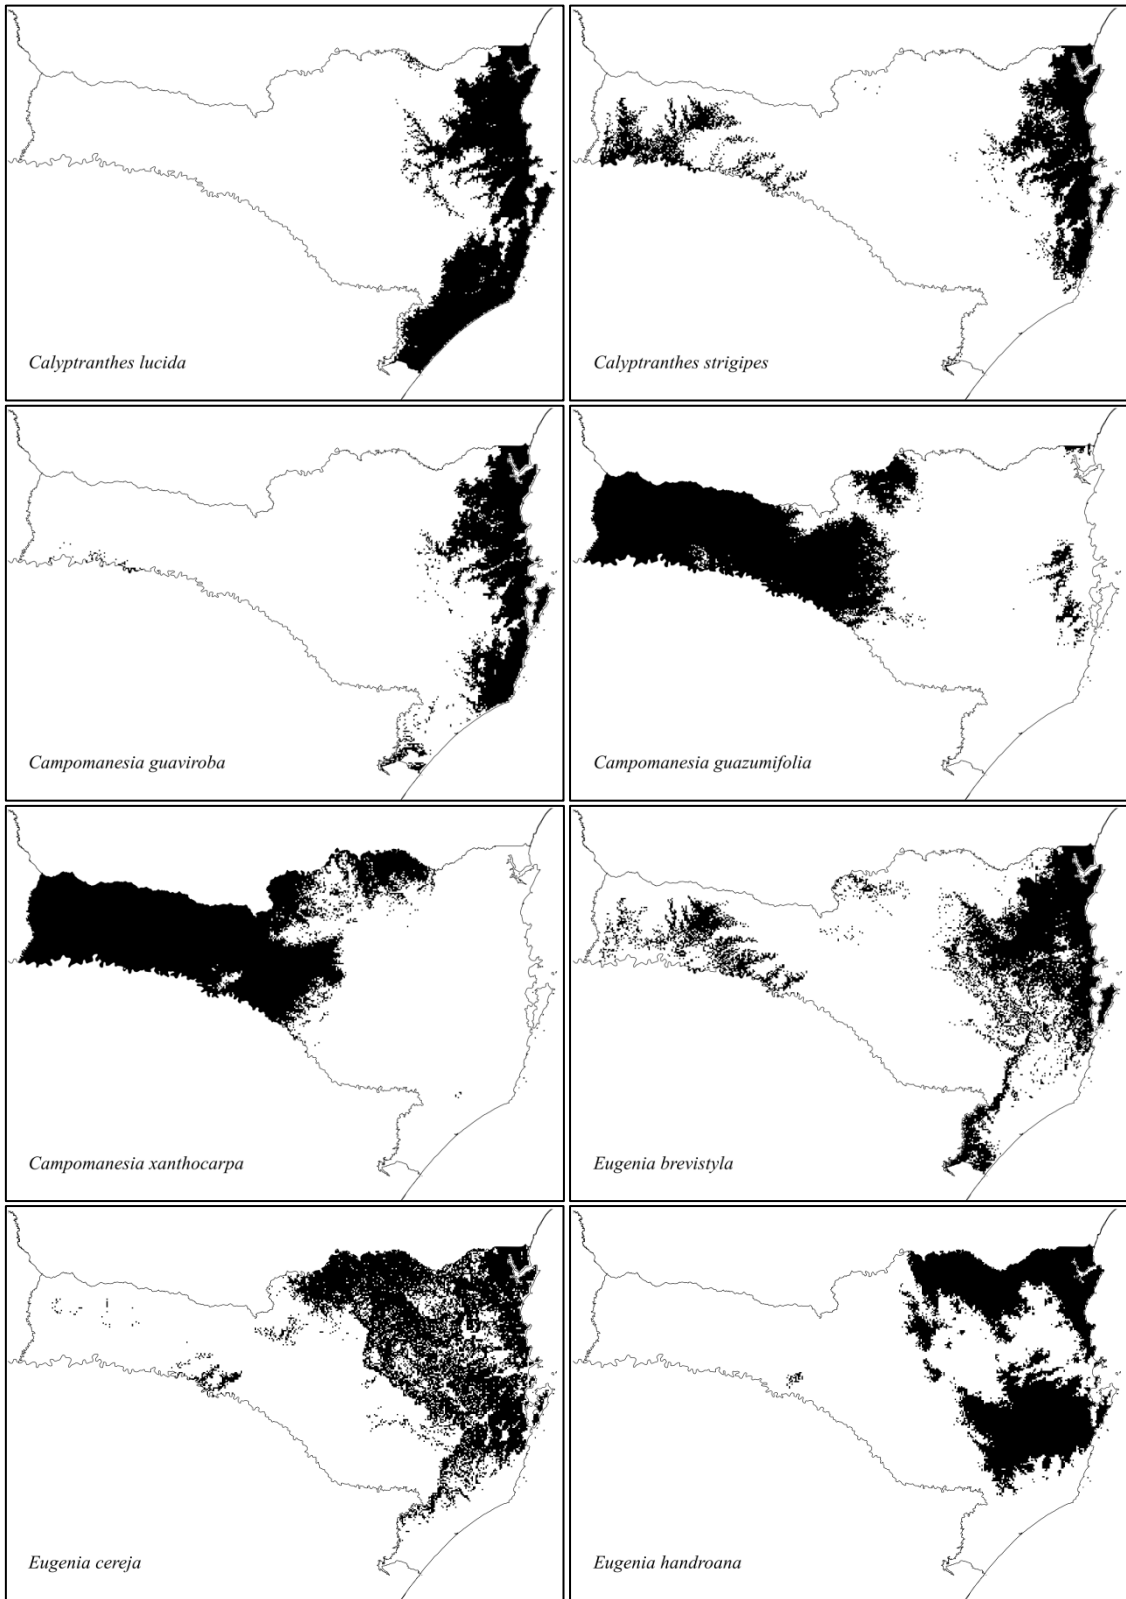 Calyptranthes lucida
Calyptranthes strigipes
Campomanesia guaviroba
Campomanesia guazumifolia
Campomanesia xanthocarpa
Eugenia brevistyla
Eugenia cereja
Eugenia handroana